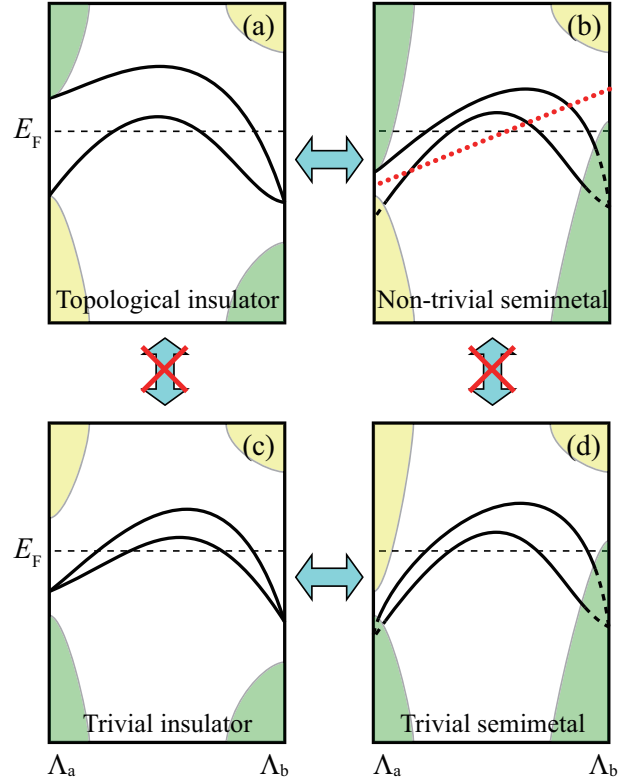 (a)
(b)
E_F
Topological insulator
Non-trivial semimetal
(c)
(d)
E_F
Trivial insulator
Trivial semimetal
Λ_a
Λ_b
Λ_a
Λ_b